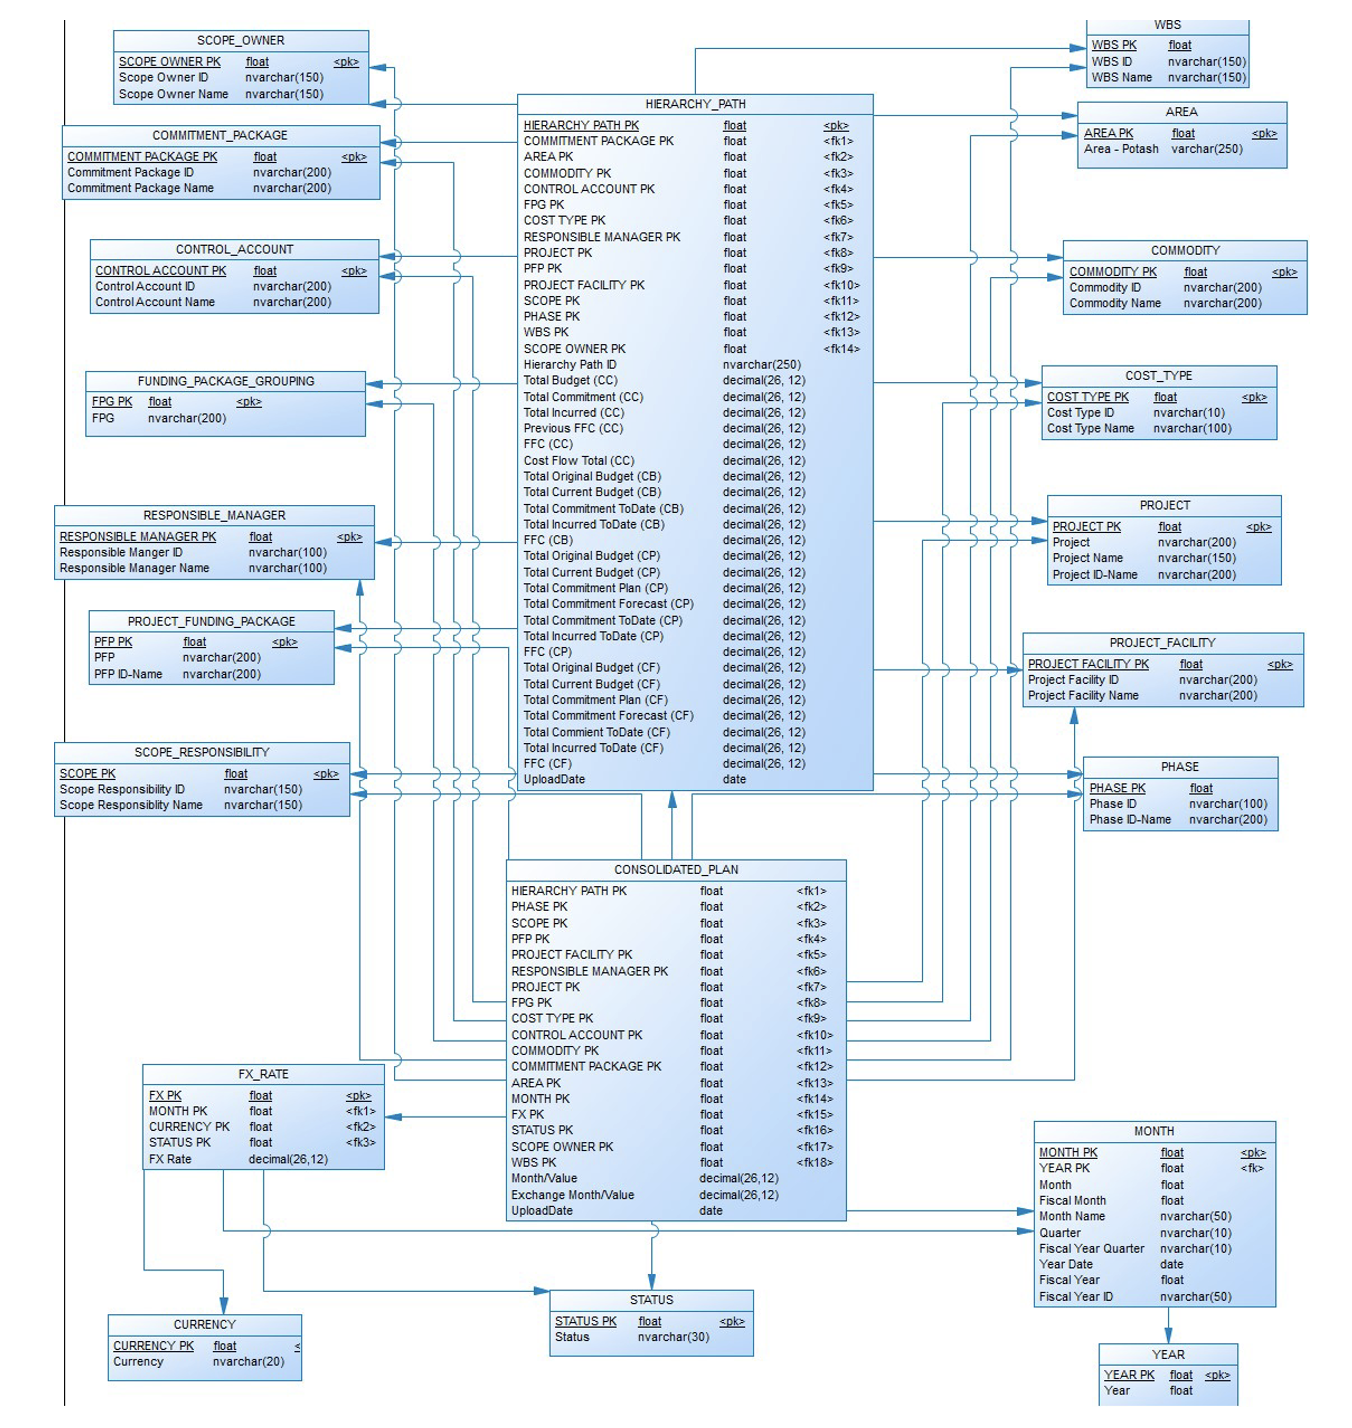 SCOPE_OWNER
SCOPE OWNER PK float <pk>
Scope Owner ID nvarchar(150)
Scope Owner Name nvarchar(150)
COMMITMENT_PACKAGE
COMMITMENT PACKAGE PK float <pk>
Commitment Package ID nvarchar(200)
Commitment Package Name nvarchar(200)
CONTROL_ACCOUNT
CONTROL ACCOUNT PK float <pk>
Control Account ID nvarchar(200)
Control Account Name nvarchar(200)
FUNDING_PACKAGE_GROUPING
FPG PK float <pk>
FPG nvarchar(200)
RESPONSIBLE_MANAGER
RESPONSIBLE MANAGER PK float <pk>
Responsible Manger ID nvarchar(100)
Responsible Manager Name nvarchar(100)
PROJECT_FUNDING_PACKAGE
PFP PK float <pk>
PFP nvarchar(200)
PFP ID-Name nvarchar(200)
SCOPE_RESPONSIBILITY
SCOPE PK float <pk>
Scope Responsibility ID nvarchar(150)
Scope Responsiblity Name nvarchar(150)
HIERARCHY_PATH
HIERARCHY PATH PK float <pk>
COMMITMENT PACKAGE PK float <fk1>
AREA PK float <fk2>
COMMODITY PK float <fk3>
CONTROL ACCOUNT PK float <fk4>
FPG PK float <fk5>
COST TYPE PK float <fk6>
RESPONSIBLE MANAGER PK float <fk7>
PROJECT PK float <fk8>
PFP PK float <fk9>
PROJECT FACILITY PK float <fk10>
SCOPE PK float <fk11>
PHASE PK float <fk12>
WBS PK float <fk13>
SCOPE OWNER PK float <fk14>
Hierarchy Path ID nvarchar(250)
Total Budget (CC) decimal(26, 12)
Total Commitment (CC) decimal(26, 12)
Total Incurred (CC) decimal(26, 12)
Previous FFC (CC) decimal(26, 12)
FFC (CC) decimal(26, 12)
Cost Flow Total (CC) decimal(26, 12)
Total Original Budget (CB) decimal(26, 12)
Total Current Budget (CB) decimal(26, 12)
Total Commitment ToDate (CB) decimal(26, 12)
Total Incurred ToDate (CB) decimal(26, 12)
FFC (CB) decimal(26, 12)
Total Original Budget (CP) decimal(26, 12)
Total Current Budget (CP) decimal(26, 12)
Total Commitment Plan (CP) decimal(26, 12)
Total Commitment Forecast (CP) decimal(26, 12)
Total Commitment ToDate (CP) decimal(26, 12)
Total Incurred ToDate (CP) decimal(26, 12)
FFC (CP) decimal(26, 12)
Total Original Budget (CF) decimal(26, 12)
Total Current Budget (CF) decimal(26, 12)
Total Commitment Plan (CF) decimal(26, 12)
Total Commitment Forecast (CF) decimal(26, 12)
Total Commient ToDate (CF) decimal(26, 12)
Total Incurred ToDate (CF) decimal(26, 12)
FFC (CF) decimal(26, 12)
UploadDate date
WBS
WBS PK float
WBS ID nvarchar(150)
WBS Name nvarchar(150)
AREA
AREA PK float <pk>
Area - Potash varchar(250)
COMMODITY
COMMODITY PK float <pk>
Commodity ID nvarchar(200)
Commodity Name nvarchar(200)
COST_TYPE
COST TYPE PK float <pk>
Cost Type ID nvarchar(10)
Cost Type Name nvarchar(100)
PROJECT
PROJECT PK float <pk>
Project nvarchar(200)
Project Name nvarchar(150)
Project ID-Name nvarchar(200)
PROJECT_FACILITY
PROJECT FACILITY PK float <pk>
Project Facility ID nvarchar(200)
Project Facility Name nvarchar(200)
PHASE
PHASE PK float
Phase ID nvarchar(100)
Phase ID-Name nvarchar(200)
CONSOLIDATED_PLAN
HIERARCHY PATH PK float <fk1>
PHASE PK float <fk2>
SCOPE PK float <fk3>
PFP PK float <fk4>
PROJECT FACILITY PK float <fk5>
RESPONSIBLE MANAGER PK float <fk6>
PROJECT PK float <fk7>
FPG PK float <fk8>
COST TYPE PK float <fk9>
CONTROL ACCOUNT PK float <fk10>
COMMODITY PK float <fk11>
COMMITMENT PACKAGE PK float <fk12>
AREA PK float <fk13>
MONTH PK float <fk14>
FX PK float <fk15>
STATUS PK float <fk16>
SCOPE OWNER PK float <fk17>
WBS PK float <fk18>
Month/Value decimal(26,12)
Exchange Month/Value decimal(26,12)
UploadDate date
FX_RATE
FX PK float <pk>
MONTH PK float <fk1>
CURRENCY PK float <fk2>
STATUS PK float <fk3>
FX Rate decimal(26,12)
MONTH
MONTH PK float <pk>
YEAR PK float <fk>
Month float
Fiscal Month float
Month Name nvarchar(50)
Quarter nvarchar(10)
Fiscal Year Quarter nvarchar(10)
Year Date date
Fiscal Year float
Fiscal Year ID nvarchar(50)
CURRENCY
CURRENCY PK float <
Currency nvarchar(20)
STATUS
STATUS PK float <pk>
Status nvarchar(30)
YEAR
YEAR PK float <pk>
Year float